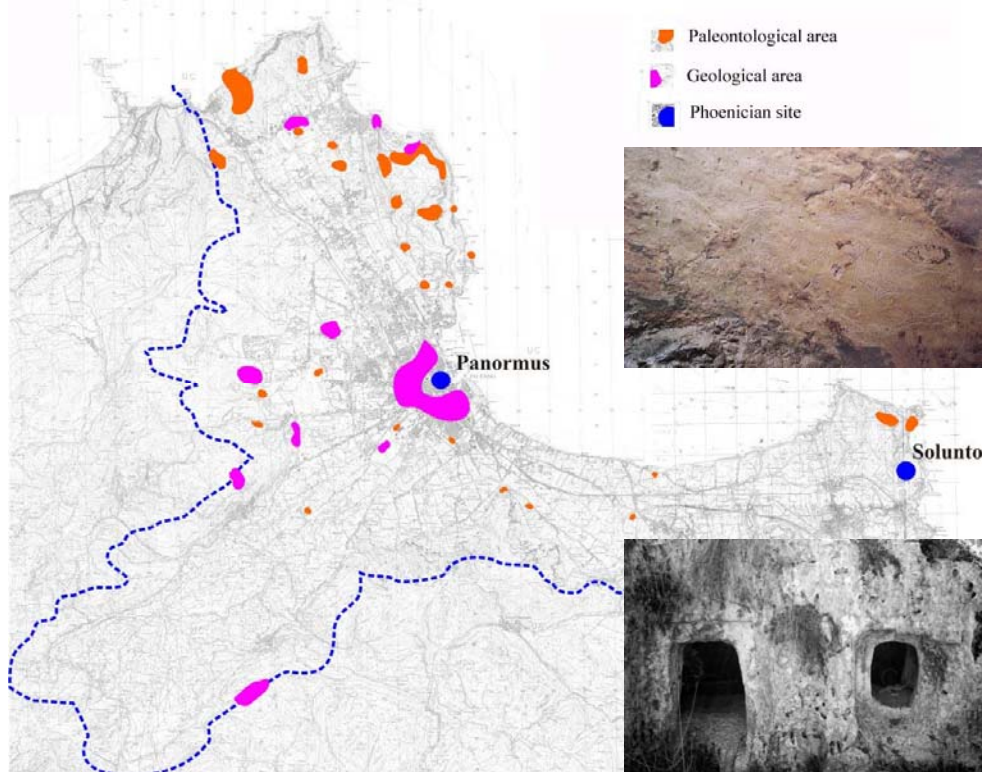 Paleontological area
Geological area
Phoenician site
Panormus
Solunto